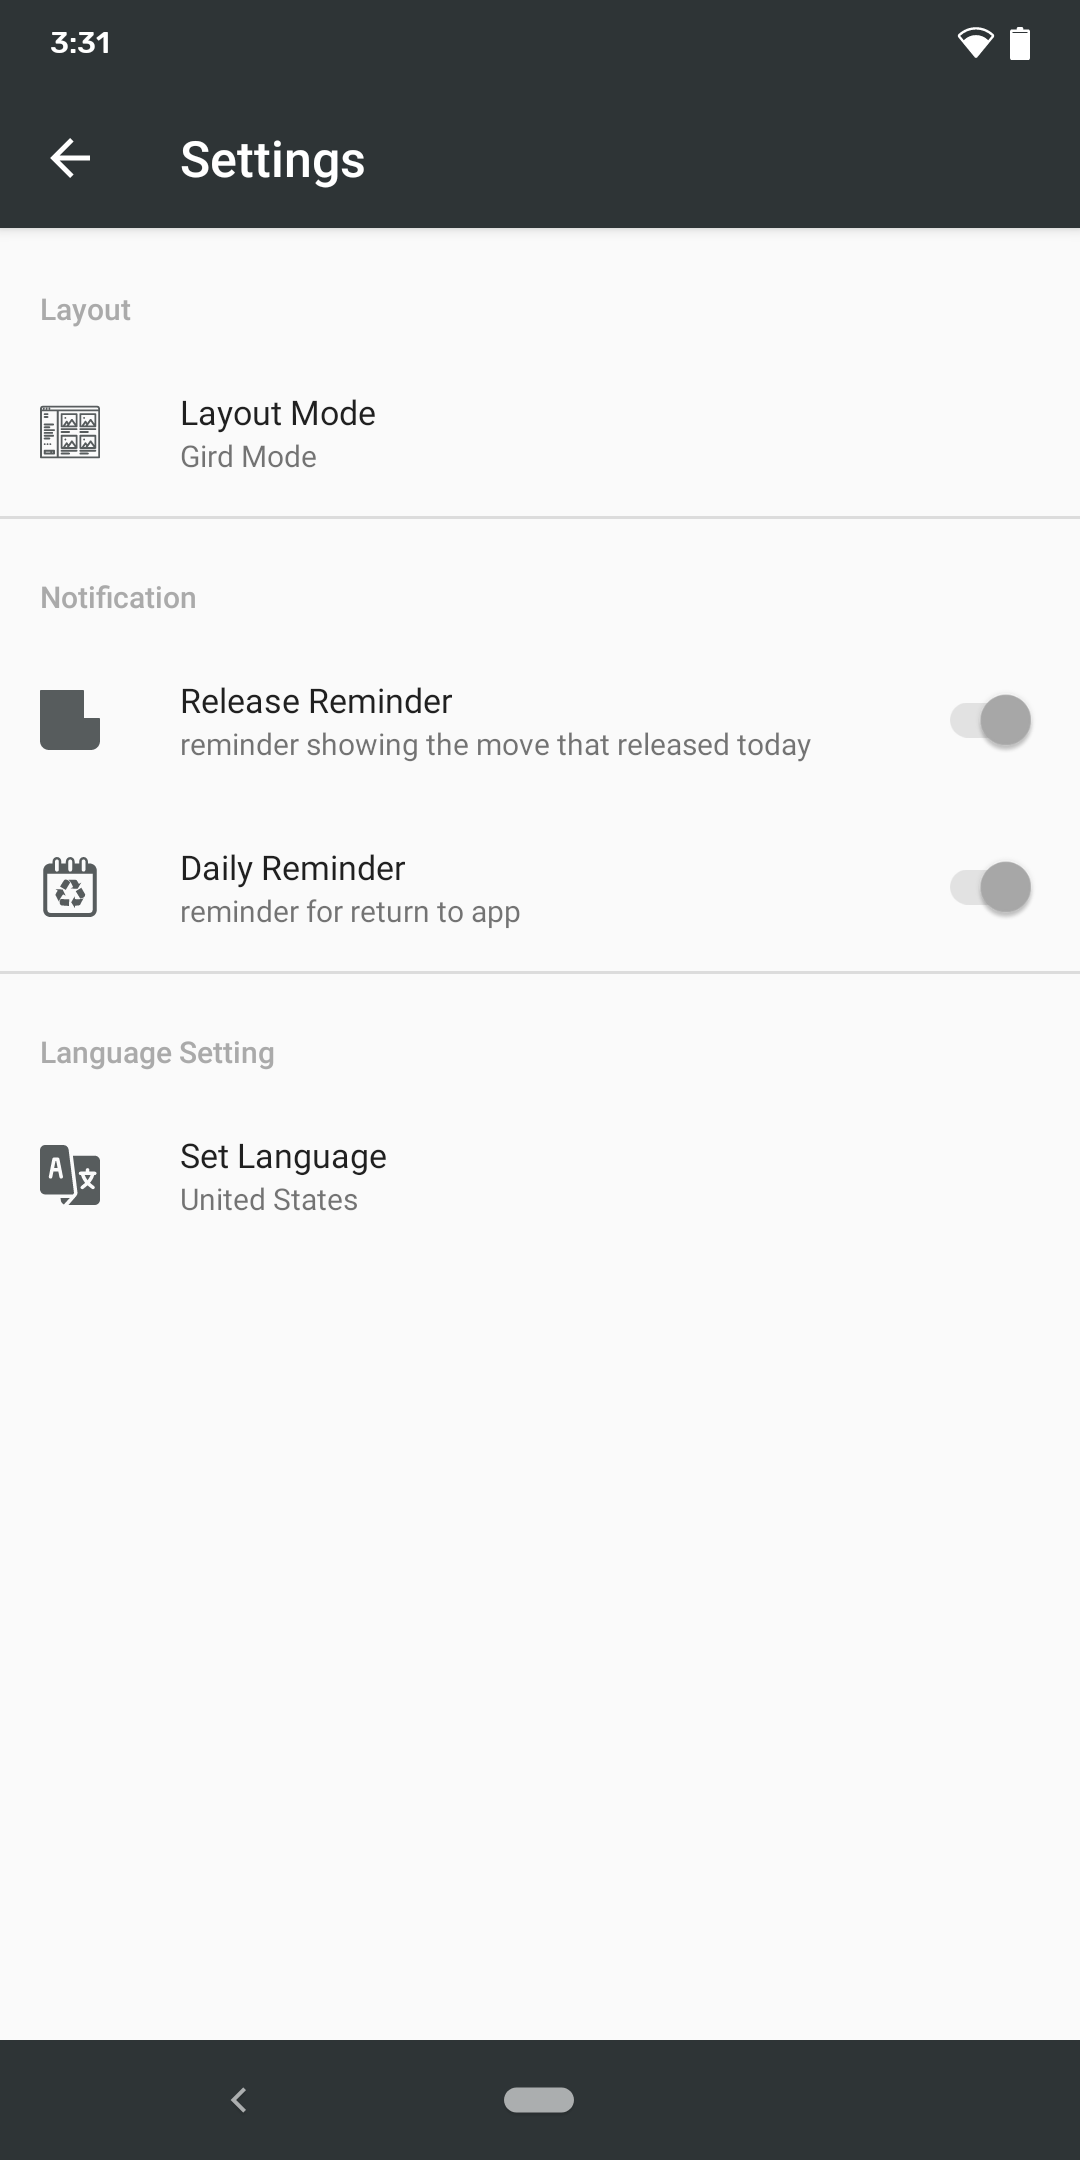 3:31
Settings
Layout
Layout Mode
Gird Mode
Notification
Release Reminder
reminder showing the move that released today
Daily Reminder
reminder for return to app
Language Setting
Set Language
United States